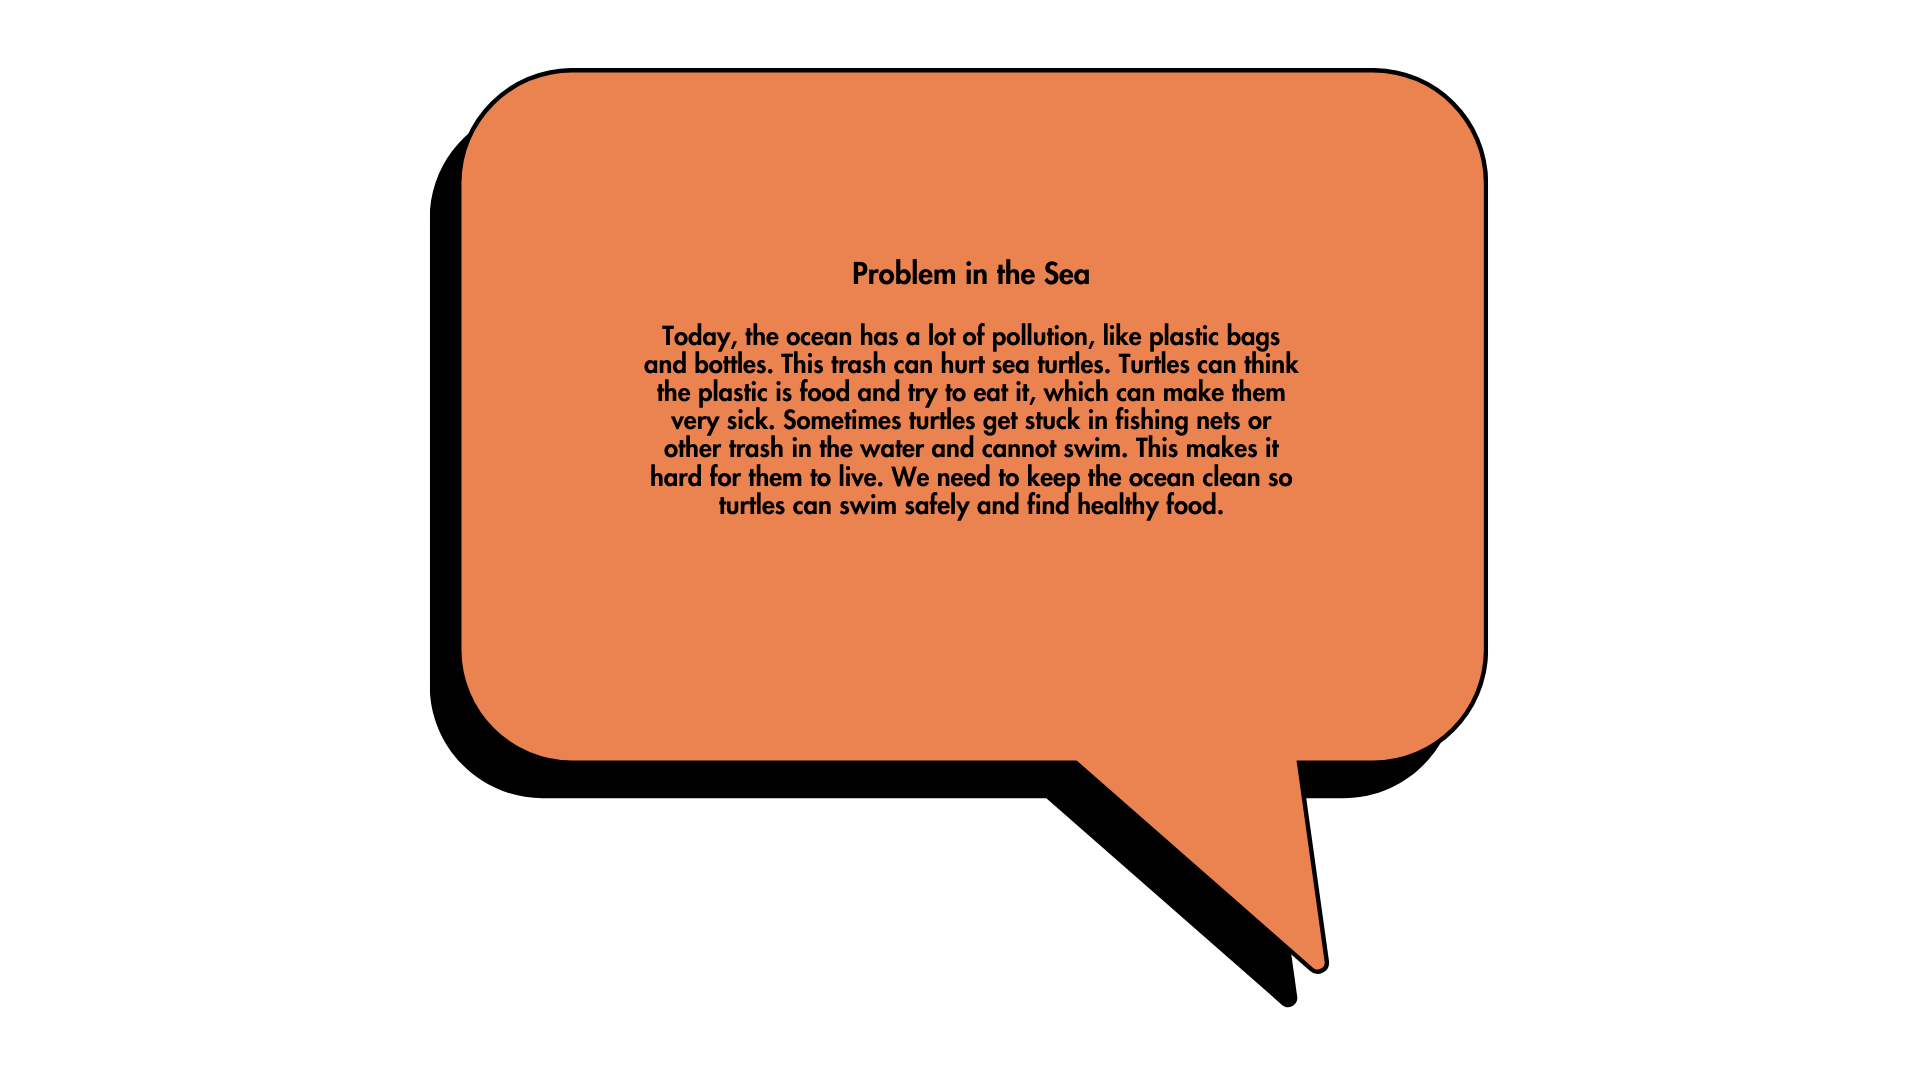 Problem in the Sea
Today, the ocean has a lot of pollution, like plastic bags
and bottles. This trash can hurt sea turtles. Turtles can think
the plastic is food and try to eat it, which can make them
very sick. Sometimes turtles get stuck in fishing nets or
other trash in the water and cannot swim. This makes it
hard for them to live. We need to keep the ocean clean so
turtles can swim safely and find healthy food.